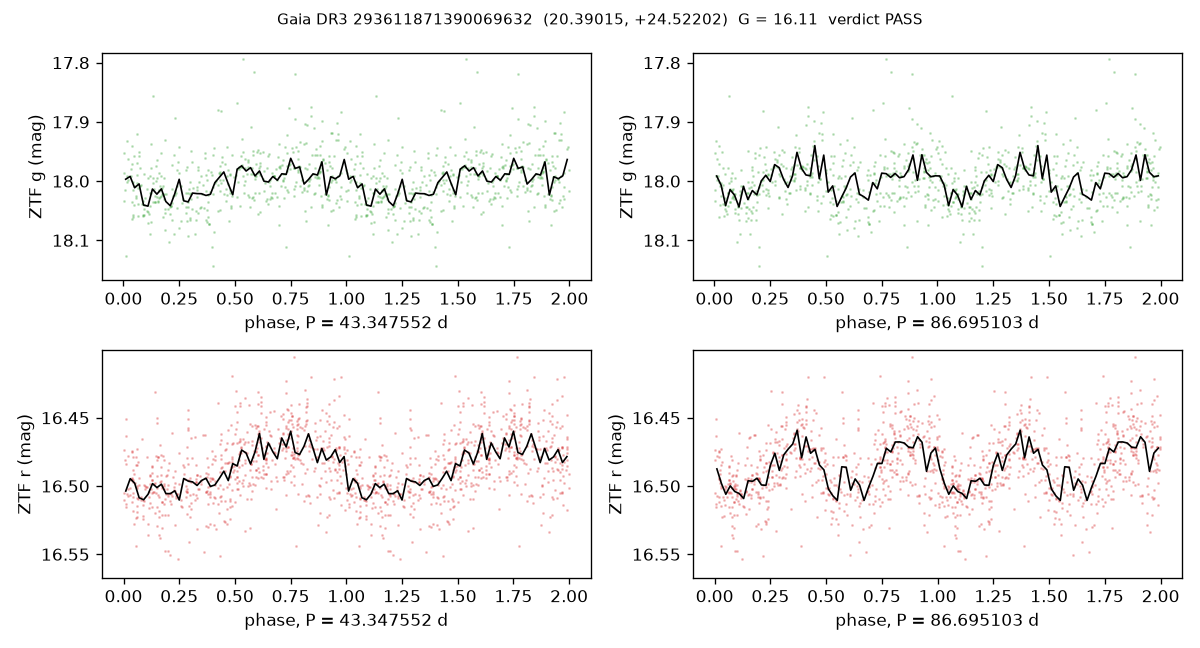 Gaia DR3 293611871390069632  (20.39015, +24.52202)  G = 16.11  verdict PASS
17.8
17.9
18.0
18.1
ZTF g (mag)
0.00 0.25 0.50 0.75 1.00 1.25 1.50 1.75 2.00
phase, P = 43.347552 d
17.8
17.9
18.0
18.1
ZTF g (mag)
0.00 0.25 0.50 0.75 1.00 1.25 1.50 1.75 2.00
phase, P = 86.695103 d
16.45
16.50
16.55
ZTF r (mag)
0.00 0.25 0.50 0.75 1.00 1.25 1.50 1.75 2.00
phase, P = 43.347552 d
16.45
16.50
16.55
ZTF r (mag)
0.00 0.25 0.50 0.75 1.00 1.25 1.50 1.75 2.00
phase, P = 86.695103 d